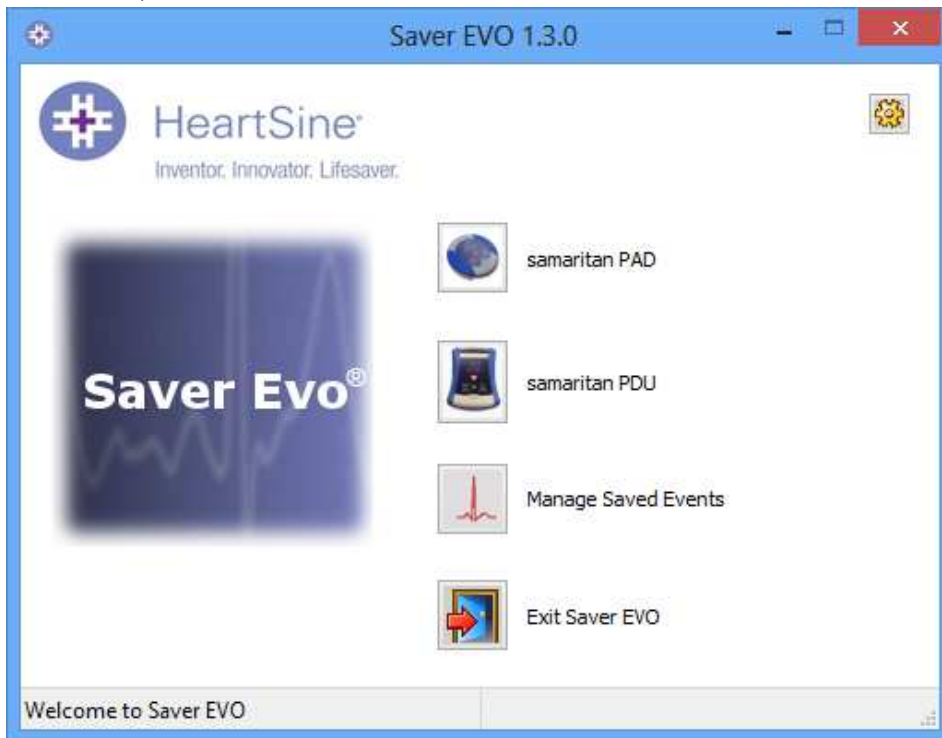 Saver EVO 1.3.0
HeartSine®
Inventor. Innovator. Lifesaver.
samaritan PAD
Saver Evo®
samaritan PDU
Manage Saved Events
Exit Saver EVO
Welcome to Saver EVO